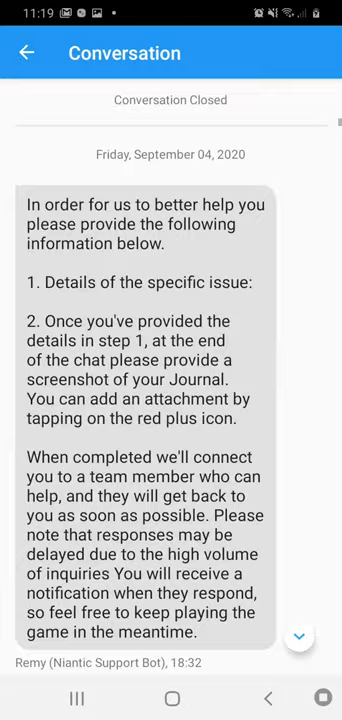 11:19
Conversation
Conversation Closed
Friday, September 04, 2020
In order for us to better help you
please provide the following
information below.
1. Details of the specific issue:
2. Once you've provided the
details in step 1, at the end
of the chat please provide a
screenshot of your Journal.
You can add an attachment by
tapping on the red plus icon.
When completed we'll connect
you to a team member who can
help, and they will get back to
you as soon as possible. Please
note that responses may be
delayed due to the high volume
of inquiries You will receive a
notification when they respond,
so feel free to keep playing the
game in the meantime.
Remy (Niantic Support Bot), 18:32